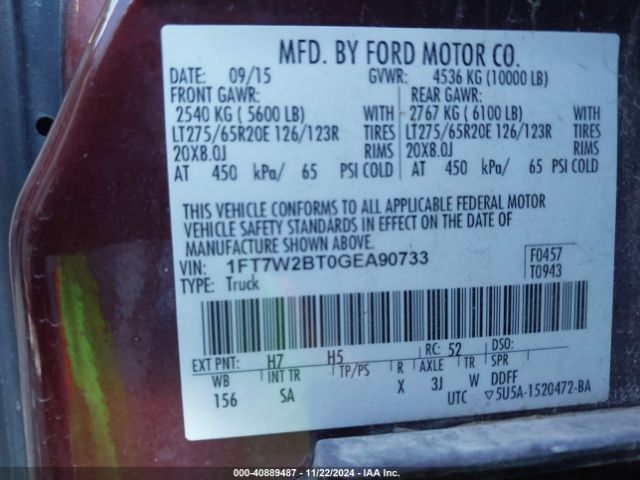 MFD. BY FORD MOTOR CO.
DATE: 09/15 GVWR: 4536 KG (10000 LB)
FRONT GAWR: REAR GAWR:
2540 KG ( 5600 LB) WITH 2767 KG ( 6100 LB) WITH
LT275/65R20E 126/123R TIRES LT275/65R20E 126/123R TIRES
20X8.0J RIMS 20X8.0J RIMS
AT 450 kPa/ 65 PSI COLD AT 450 kPa/ 65 PSI COLD
THIS VEHICLE CONFORMS TO ALL APPLICABLE FEDERAL MOTOR
VEHICLE SAFETY STANDARDS IN EFFECT ON THE DATE OF
MANUFACTURE SHOWN ABOVE.
VIN: 1FT7W2BT0GEA90733 F0457
TYPE: Truck T0943
EXT PNT: H7 H5 RC: 52 DSO:
WB INT TR TP/PS R AXLE TR SPR
156 SA X 3J W DDFF
UTC ▽5U5A-1520472-BA
000-40889487 - 11/22/2024 - IAA Inc.